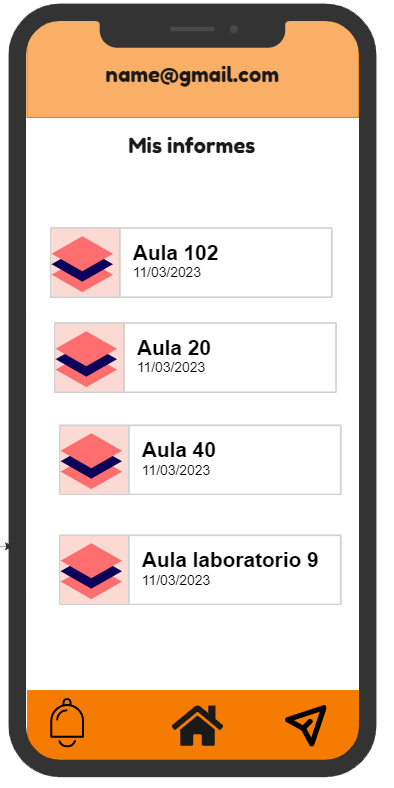 name@gmail.com
Mis informes
Aula 102
11/03/2023
Aula 20
11/03/2023
Aula 40
11/03/2023
Aula laboratorio 9
11/03/2023